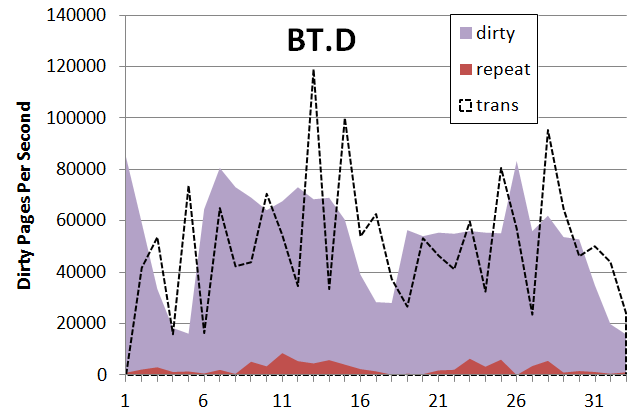 BT.D
dirty
repeat
trans
Dirty Pages Per Second
140000
120000
100000
80000
60000
40000
20000
0
1 6 11 16 21 26 31